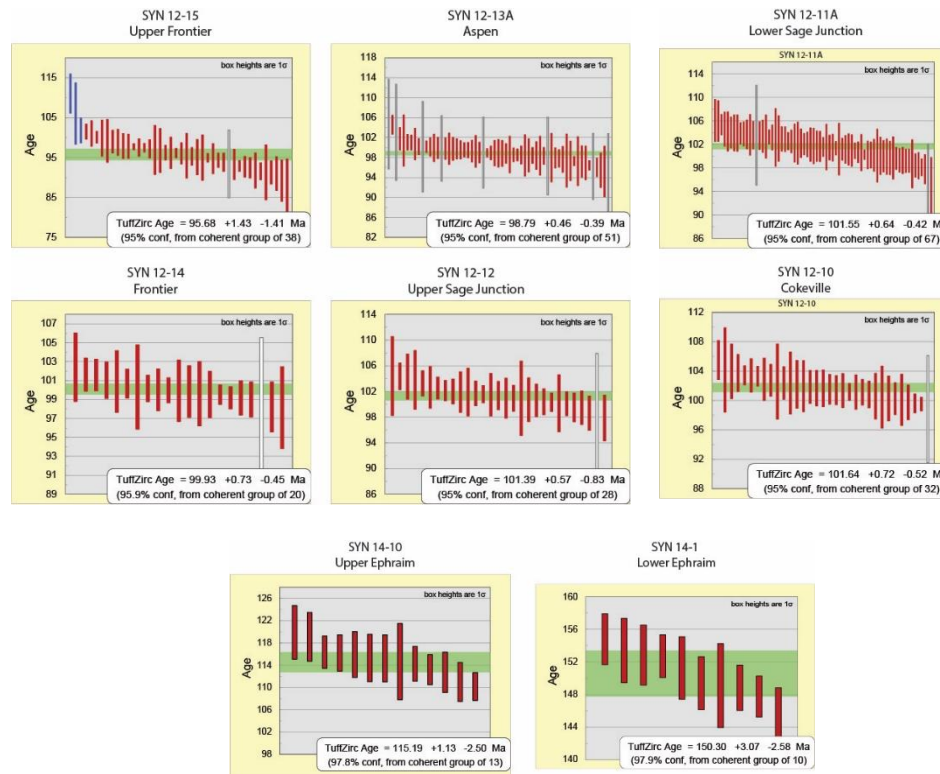 SYN 12-15
Upper Frontier
box heights are 1σ
Age
115
105
95
85
75
TuffZirc Age = 95.68 +1.43 -1.41 Ma
(95% conf, from coherent group of 38)
SYN 12-13A
Aspen
box heights are 1σ
Age
118
114
110
106
102
98
94
90
86
82
TuffZirc Age = 98.79 +0.46 -0.39 Ma
(95% conf, from coherent group of 51)
SYN 12-11A
Lower Sage Junction
SYN 12-11A
box heights are 1σ
Age
114
110
106
102
98
94
90
86
TuffZirc Age = 101.55 +0.64 -0.42 Ma
(95% conf, from coherent group of 67)
SYN 12-14
Frontier
box heights are 1σ
Age
107
105
103
101
99
97
95
93
91
89
TuffZirc Age = 99.93 +0.73 -0.45 Ma
(95.9% conf, from coherent group of 20)
SYN 12-12
Upper Sage Junction
box heights are 1σ
Age
114
110
106
102
98
94
90
86
TuffZirc Age = 101.39 +0.57 -0.83 Ma
(95% conf, from coherent group of 28)
SYN 12-10
Cokeville
SYN 12-10
box heights are 1σ
Age
112
108
104
100
96
92
88
TuffZirc Age = 101.64 +0.72 -0.52 Ma
(95% conf, from coherent group of 32)
SYN 14-10
Upper Ephraim
box heights are 1σ
Age
126
122
118
114
110
106
102
98
TuffZirc Age = 115.19 +1.13 -2.50 Ma
(97.8% conf, from coherent group of 13)
SYN 14-1
Lower Ephraim
box heights are 1σ
Age
160
156
152
148
144
140
TuffZirc Age = 150.30 +3.07 -2.58 Ma
(97.9% conf, from coherent group of 10)